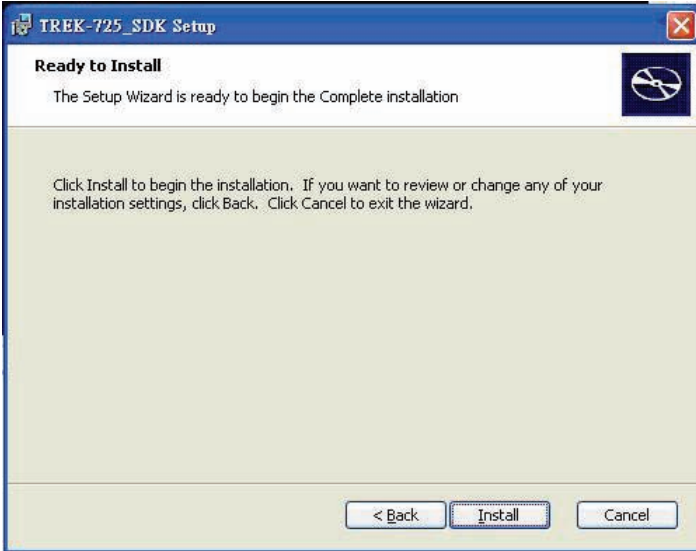 TREK-725_SDK Setup
Ready to Install
The Setup Wizard is ready to begin the Complete installation
Click Install to begin the installation. If you want to review or change any of your
installation settings, click Back. Click Cancel to exit the wizard.
< Back Install Cancel